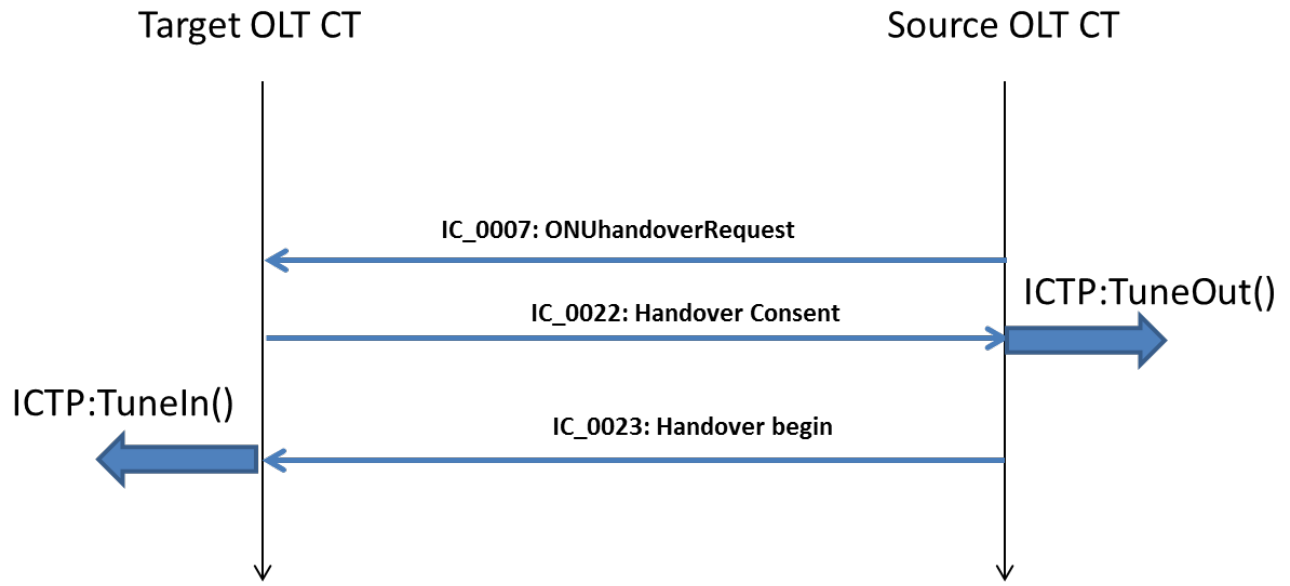 Target OLT CT
Source OLT CT
IC_0007: ONUhandoverRequest
ICTP:TuneOut()
IC_0022: Handover Consent
ICTP:TuneIn()
IC_0023: Handover begin